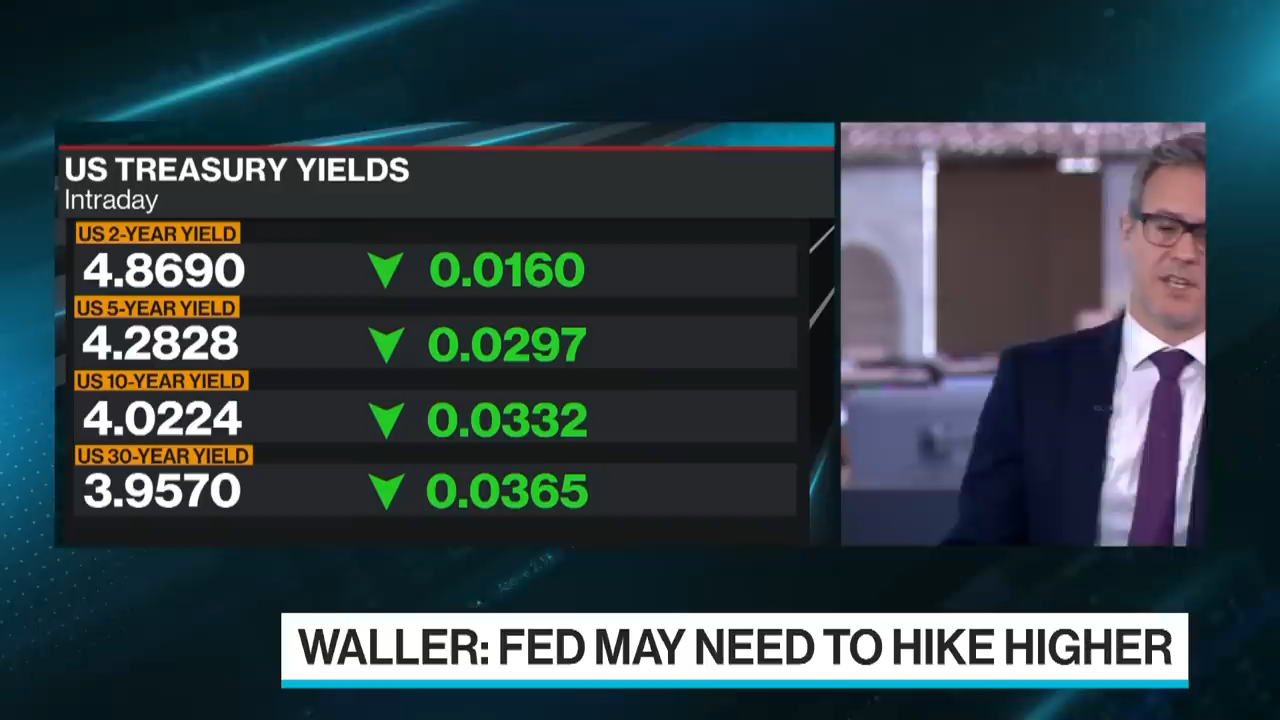 US TREASURY YIELDS
Intraday
US 2-YEAR YIELD
4.8690 ▼ 0.0160
US 5-YEAR YIELD
4.2828 ▼ 0.0297
US 10-YEAR YIELD
4.0224 ▼ 0.0332
US 30-YEAR YIELD
3.9570 ▼ 0.0365
WALLER: FED MAY NEED TO HIKE HIGHER